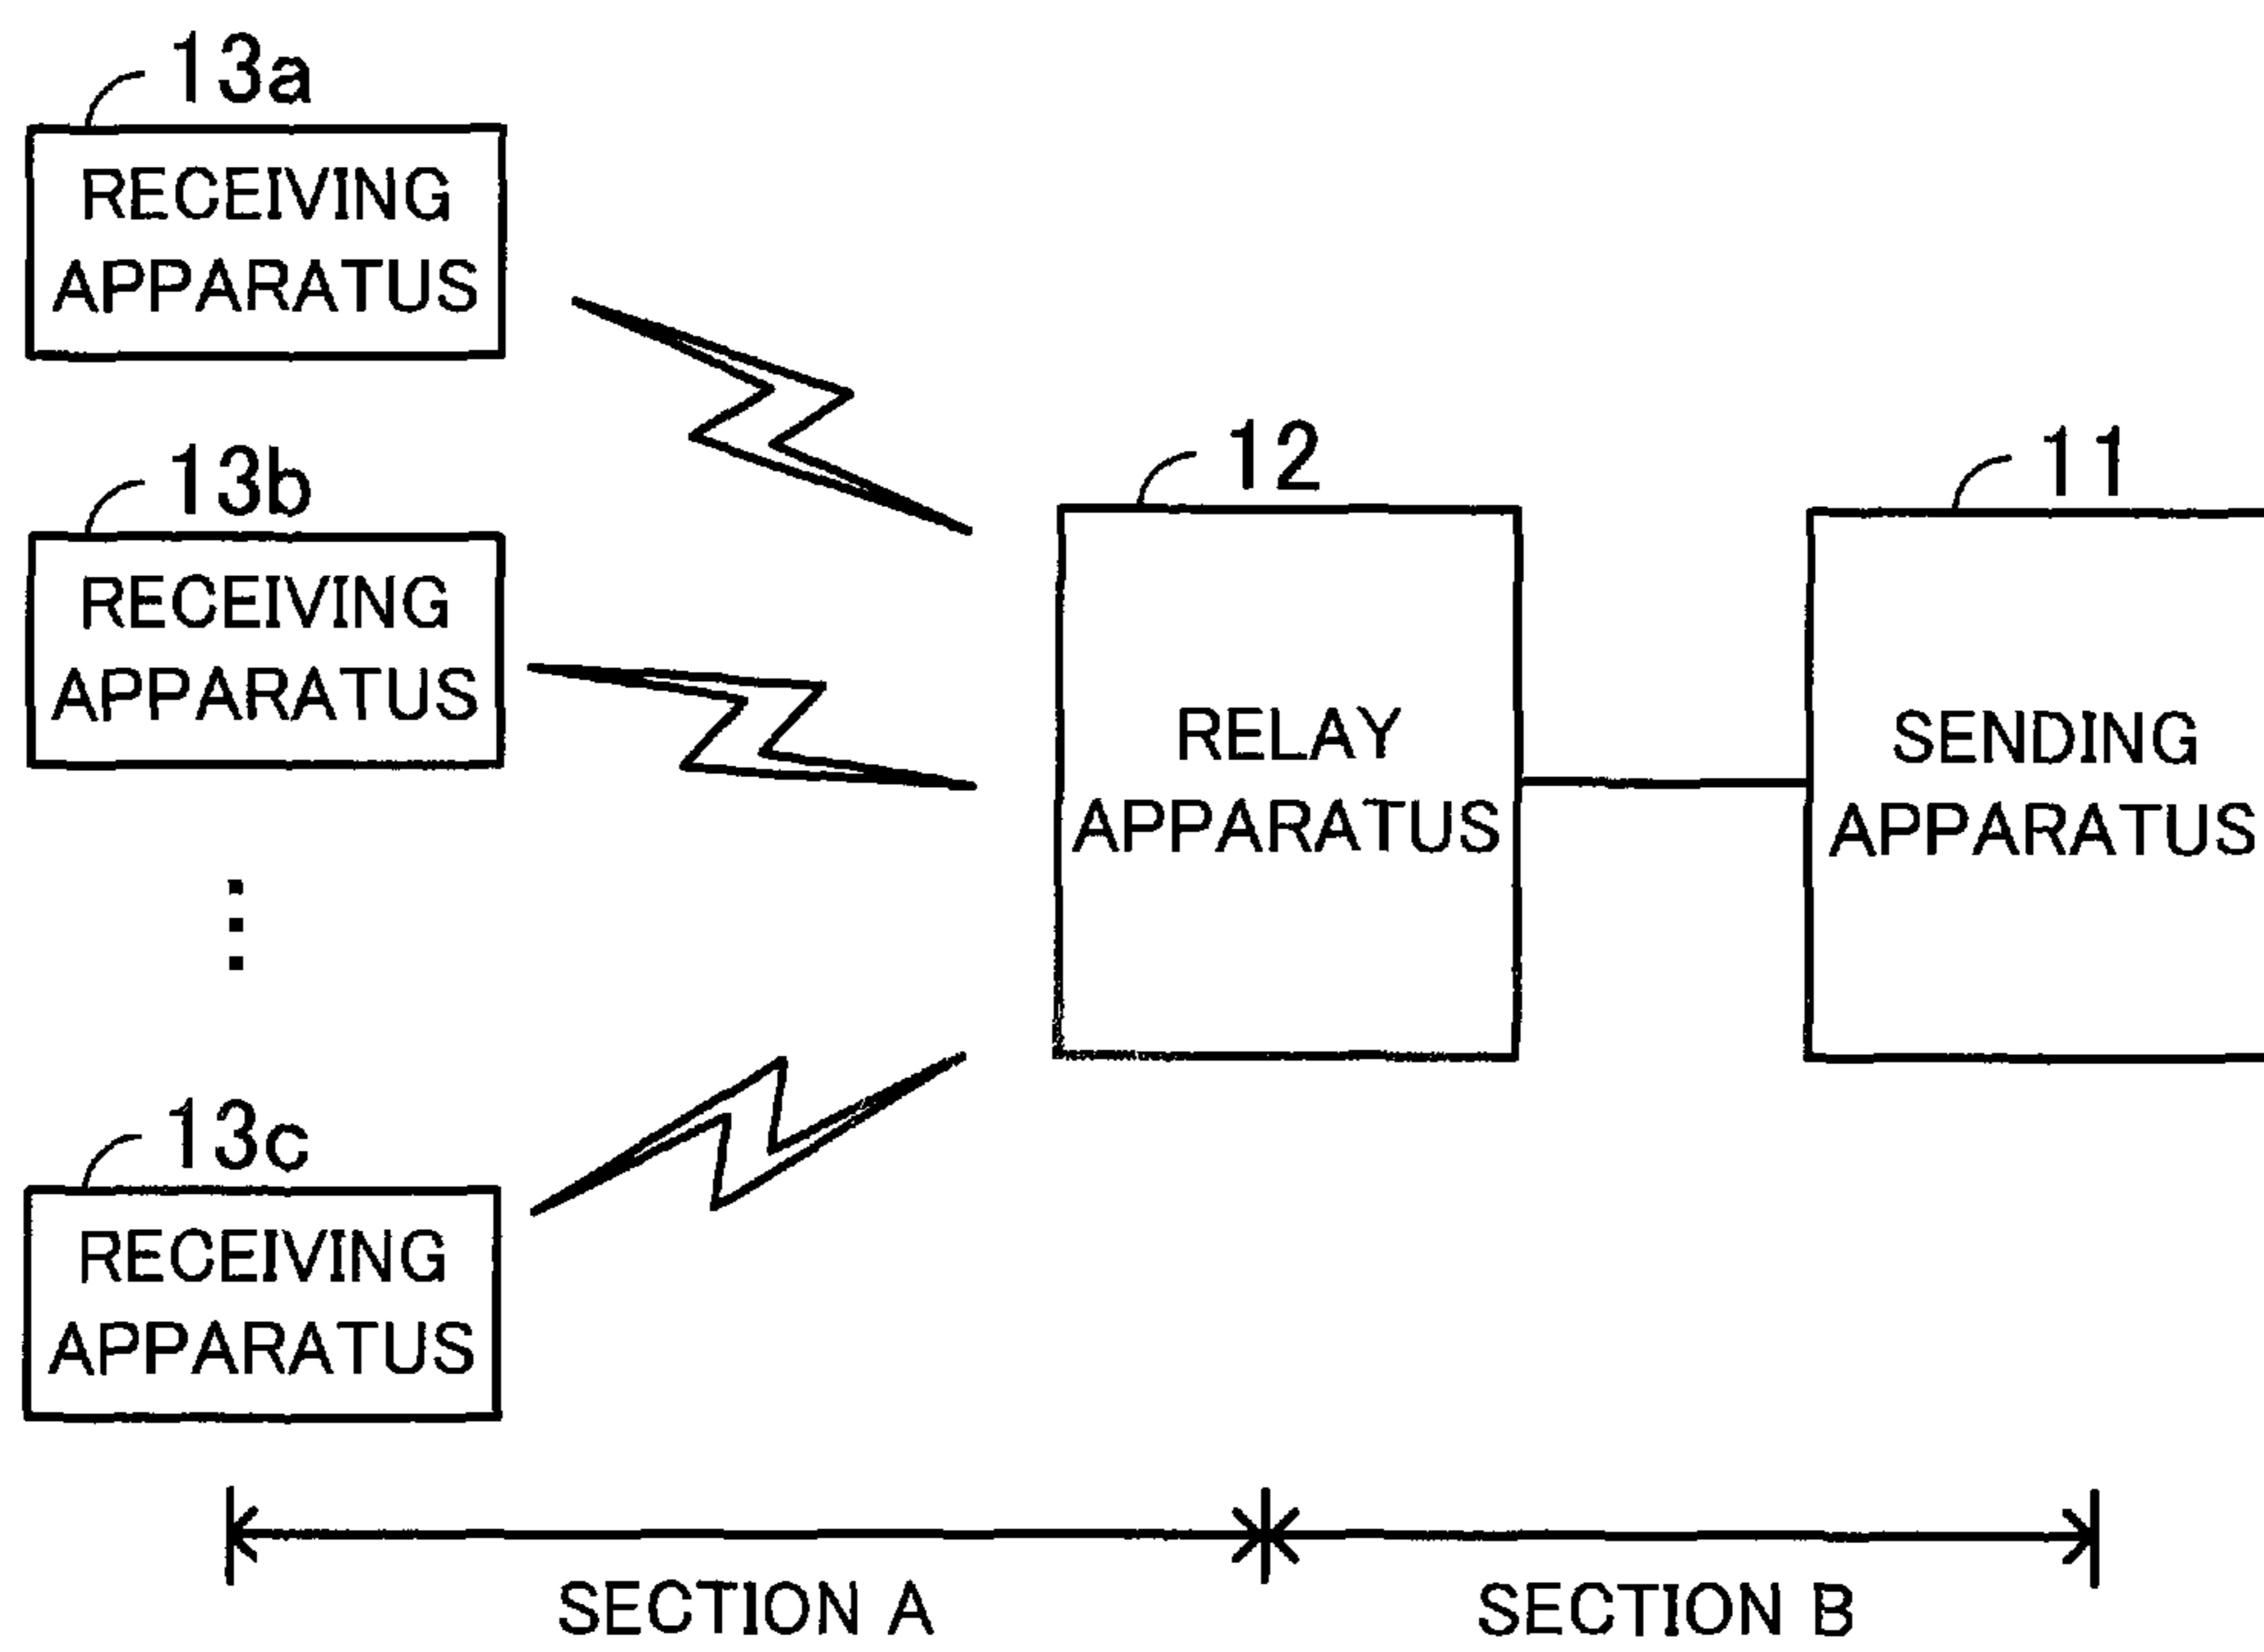 13a
RECEIVING
APPARATUS
13b
RECEIVING
APPARATUS
13c
RECEIVING
APPARATUS
12
RELAY
APPARATUS
11
SENDING
APPARATUS
SECTION A
SECTION B